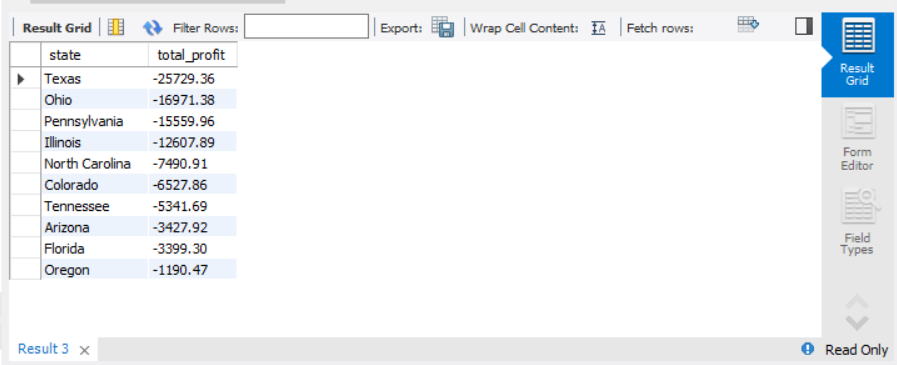 Result Grid Filter Rows: Export: Wrap Cell Content: Fetch rows:
state total_profit
Texas -25729.36
Ohio -16971.38
Pennsylvania -15559.96
Illinois -12607.89
North Carolina -7490.91
Colorado -6527.86
Tennessee -5341.69
Arizona -3427.92
Florida -3399.30
Oregon -1190.47
Result
Grid
Form
Editor
Field
Types
Result 3 × Read Only